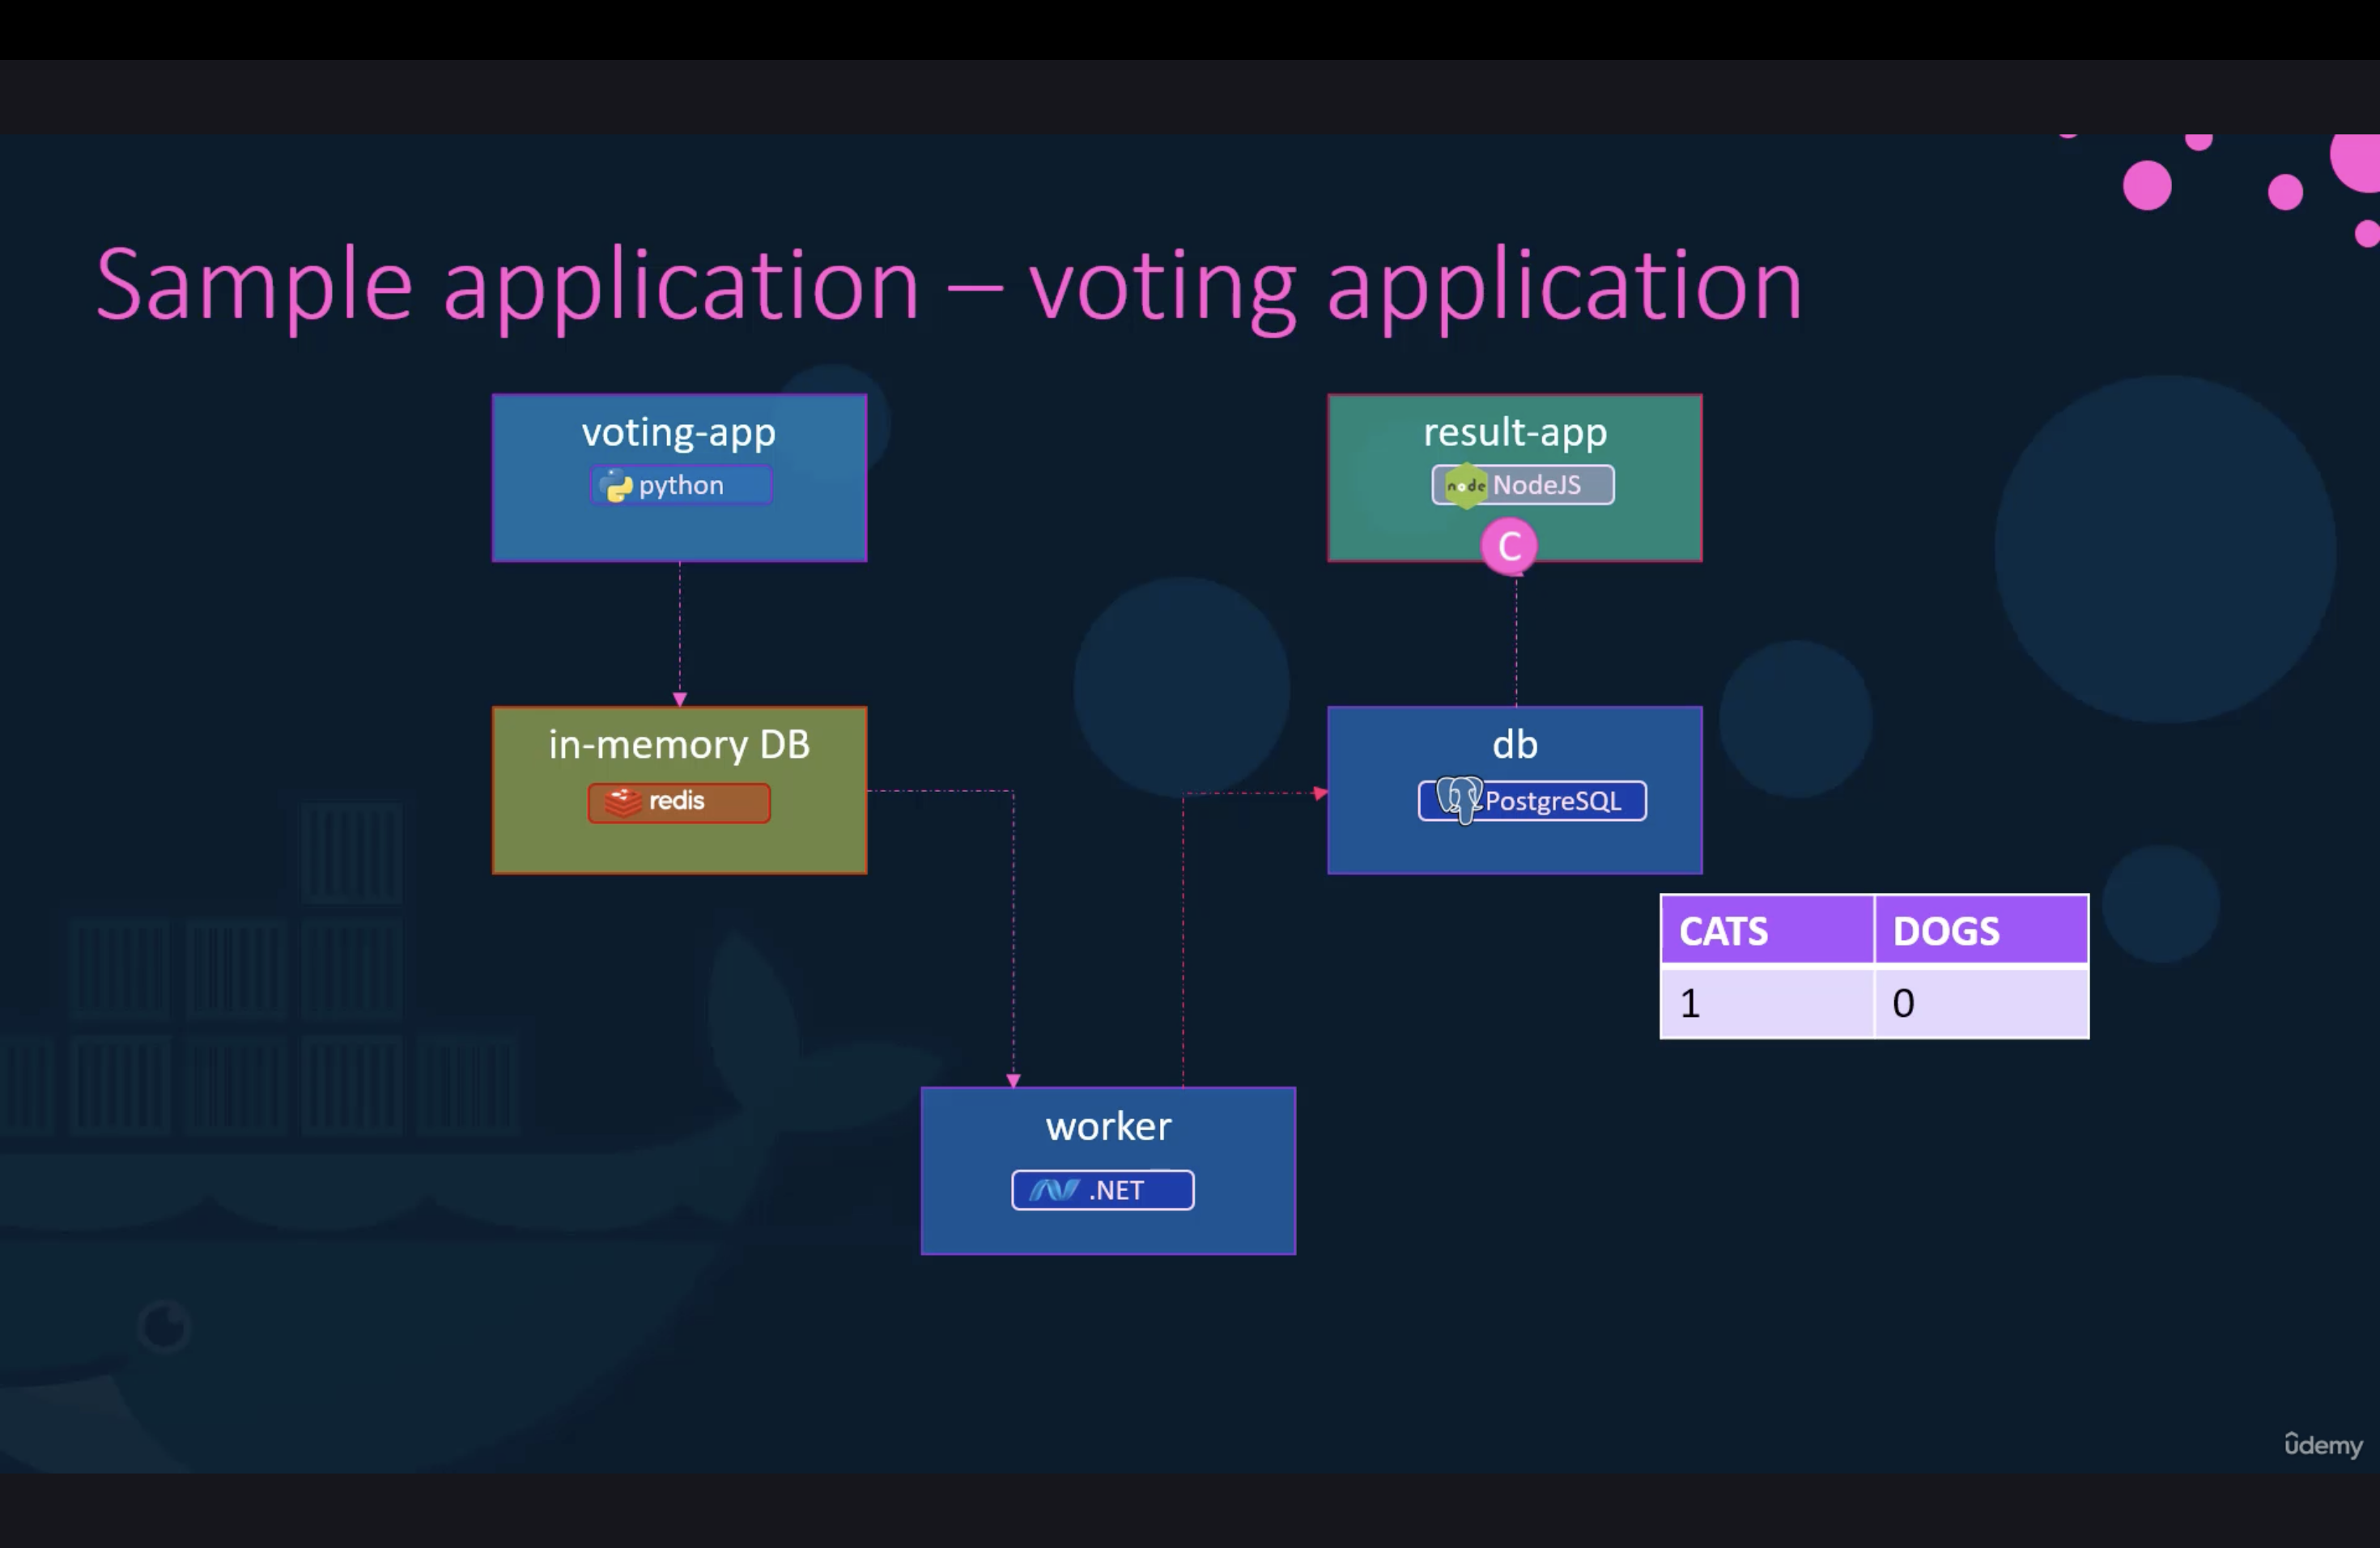 Sample application – voting application
voting-app
python
result-app
node NodeJS
C
in-memory DB
redis
db
PostgreSQL
CATS DOGS
1 0
worker
.NET
ûdemy